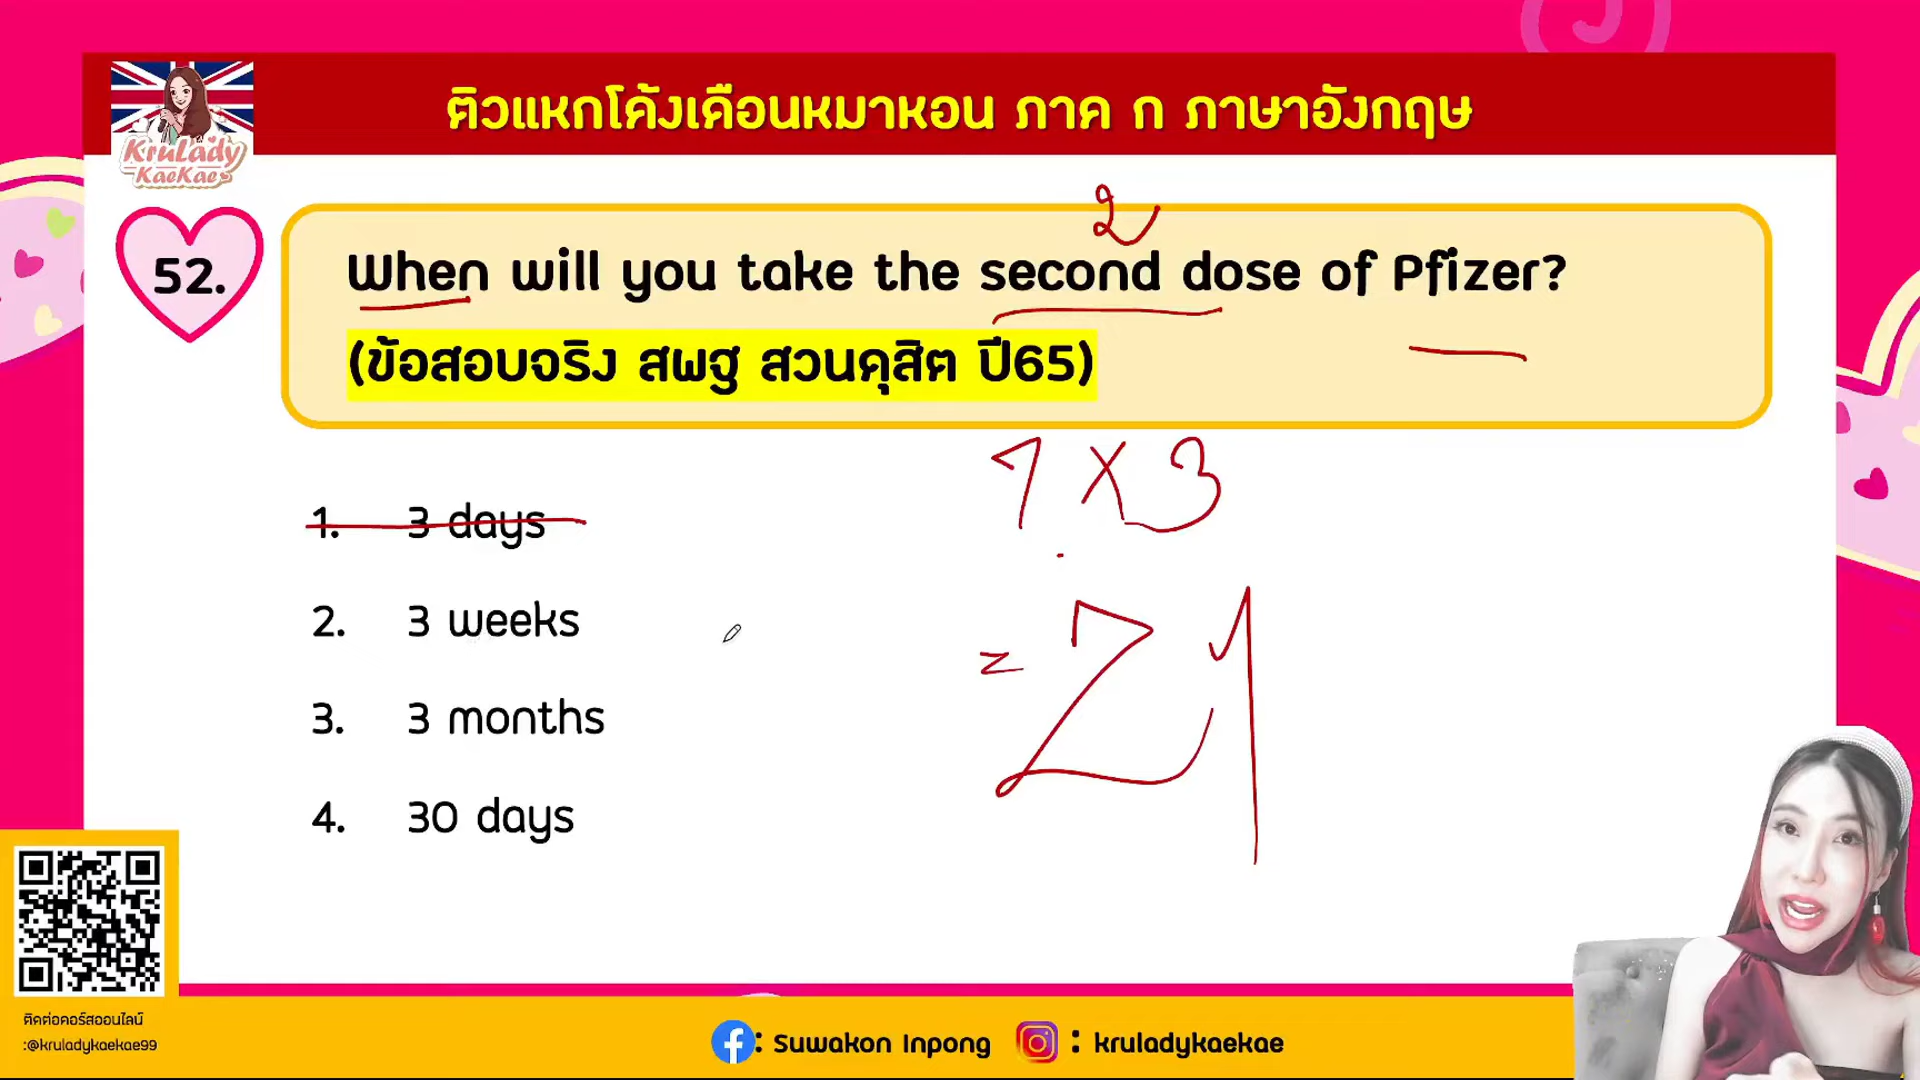 ติวแหกโค้งเดือนหมาหอน ภาค ก ภาษาอังกฤษ
KruLady
KaeKae
2
52.
When will you take the second dose of Pfizer?
(ข้อสอบจริง สพฐ สวนดุสิต ปี65)
7 x 3
= 21
1. 3 days
2. 3 weeks
3. 3 months
4. 30 days
ติดต่อคอร์สออนไลน์
:@kruladykaekae99
f : Suwakon Inpong : kruladykaekae